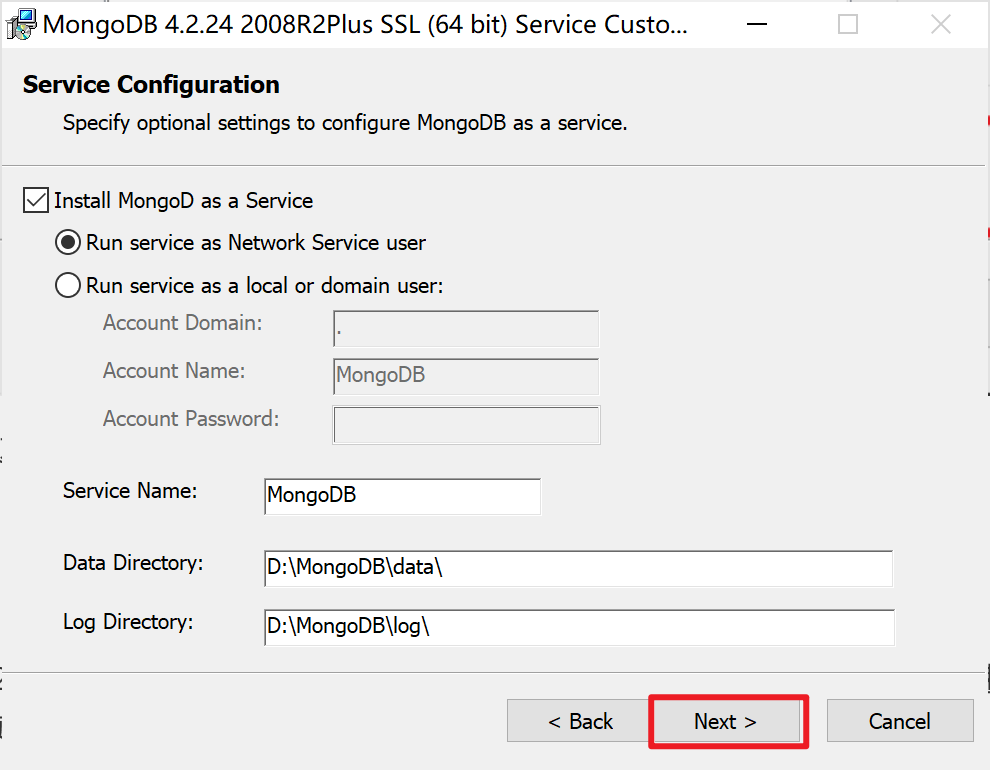 MongoDB 4.2.24 2008R2Plus SSL (64 bit) Service Custo...
Service Configuration
Specify optional settings to configure MongoDB as a service.
Install MongoD as a Service
Run service as Network Service user
Run service as a local or domain user:
Account Domain: .
Account Name: MongoDB
Account Password:
Service Name: MongoDB
Data Directory: D:\MongoDB\data\
Log Directory: D:\MongoDB\log\
< Back Next > Cancel